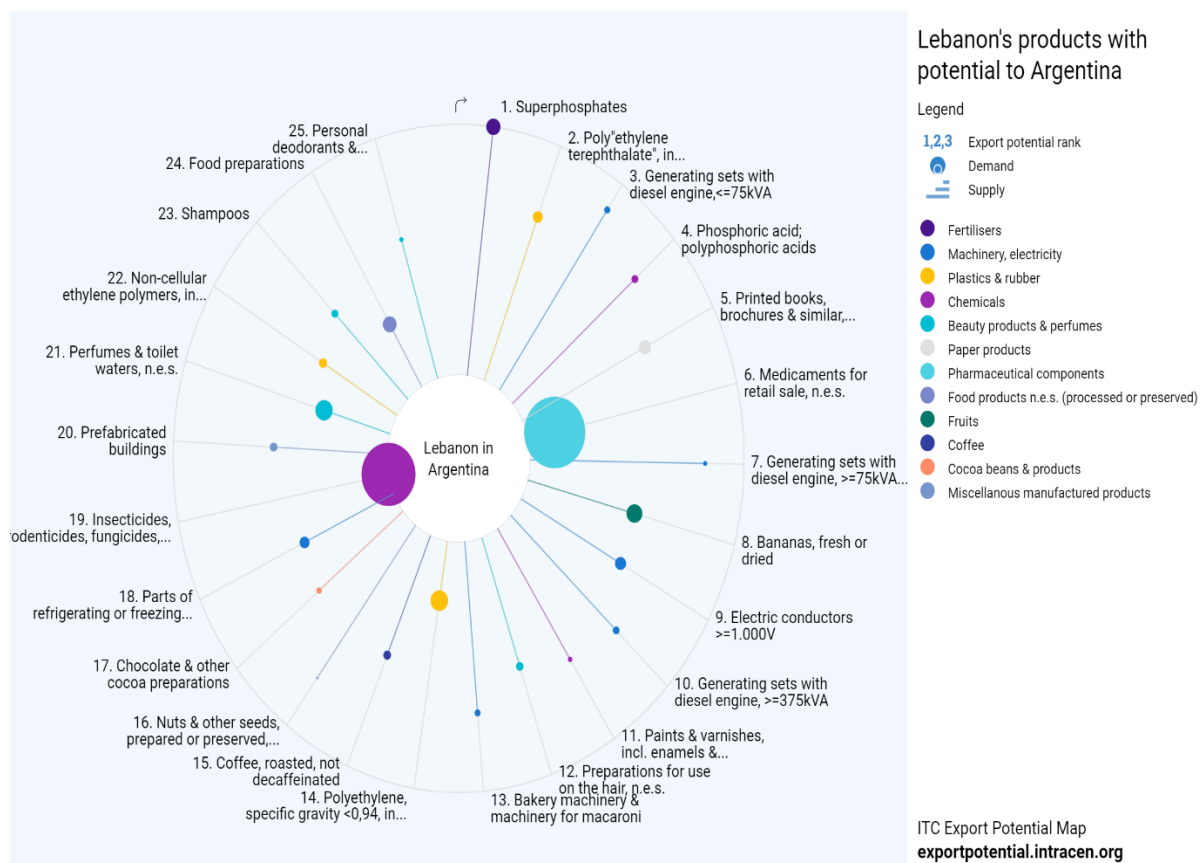 Lebanon's products with
potential to Argentina
Legend
1,2,3 Export potential rank
Demand
Supply
Fertilisers
Machinery, electricity
Plastics & rubber
Chemicals
Beauty products & perfumes
Paper products
Pharmaceutical components
Food products n.e.s. (processed or preserved)
Fruits
Coffee
Cocoa beans & products
Miscellanous manufactured products
Lebanon in
Argentina
1. Superphosphates
2. Poly"ethylene
terephthalate", in...
3. Generating sets with
diesel engine,<=75kVA
4. Phosphoric acid;
polyphosphoric acids
5. Printed books,
brochures & similar,...
6. Medicaments for
retail sale, n.e.s.
7. Generating sets with
diesel engine, >=75kVA...
8. Bananas, fresh or
dried
9. Electric conductors
>=1.000V
10. Generating sets with
diesel engine, >=375kVA
11. Paints & varnishes,
incl. enamels &...
12. Preparations for use
on the hair, n.e.s.
13. Bakery machinery &
machinery for macaroni
14. Polyethylene,
specific gravity <0,94, in...
15. Coffee, roasted, not
decaffeinated
16. Nuts & other seeds,
prepared or preserved,...
17. Chocolate & other
cocoa preparations
18. Parts of
refrigerating or freezing...
19. Insecticides,
rodenticides, fungicides,...
20. Prefabricated
buildings
21. Perfumes & toilet
waters, n.e.s.
22. Non-cellular
ethylene polymers, in...
23. Shampoos
24. Food preparations
25. Personal
deodorants &...
ITC Export Potential Map
exportpotential.intracen.org